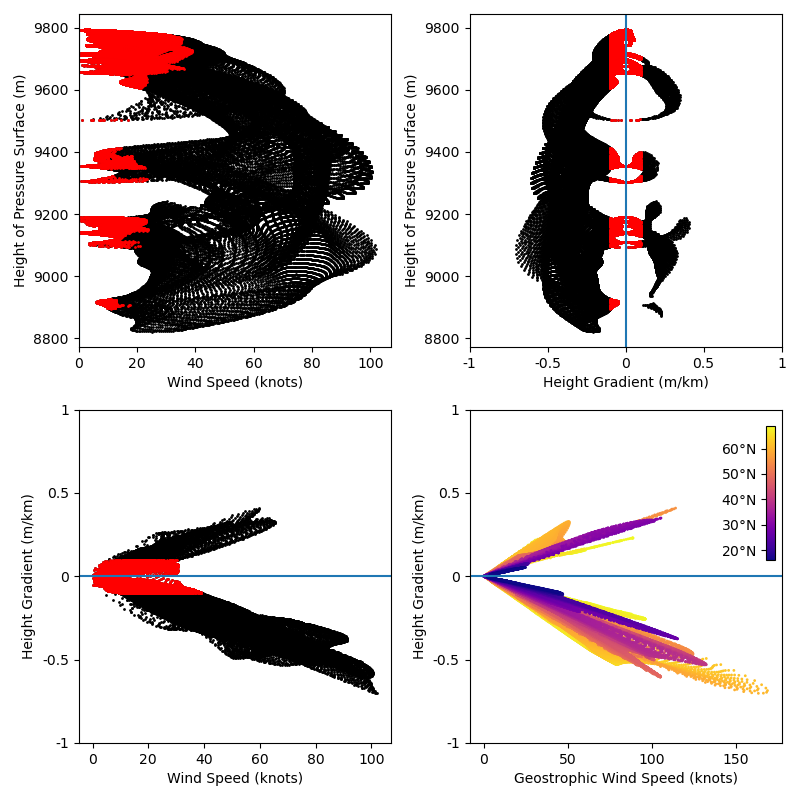 Height of Pressure Surface (m)
9800
9600
9400
9200
9000
8800
0 20 40 60 80 100
Wind Speed (knots)
Height of Pressure Surface (m)
9800
9600
9400
9200
9000
8800
-1 -0.5 0 0.5 1
Height Gradient (m/km)
Height Gradient (m/km)
1
0.5
0
-0.5
-1
0 20 40 60 80 100
Wind Speed (knots)
Height Gradient (m/km)
1
0.5
0
-0.5
-1
60°N
50°N
40°N
30°N
20°N
0 50 100 150
Geostrophic Wind Speed (knots)